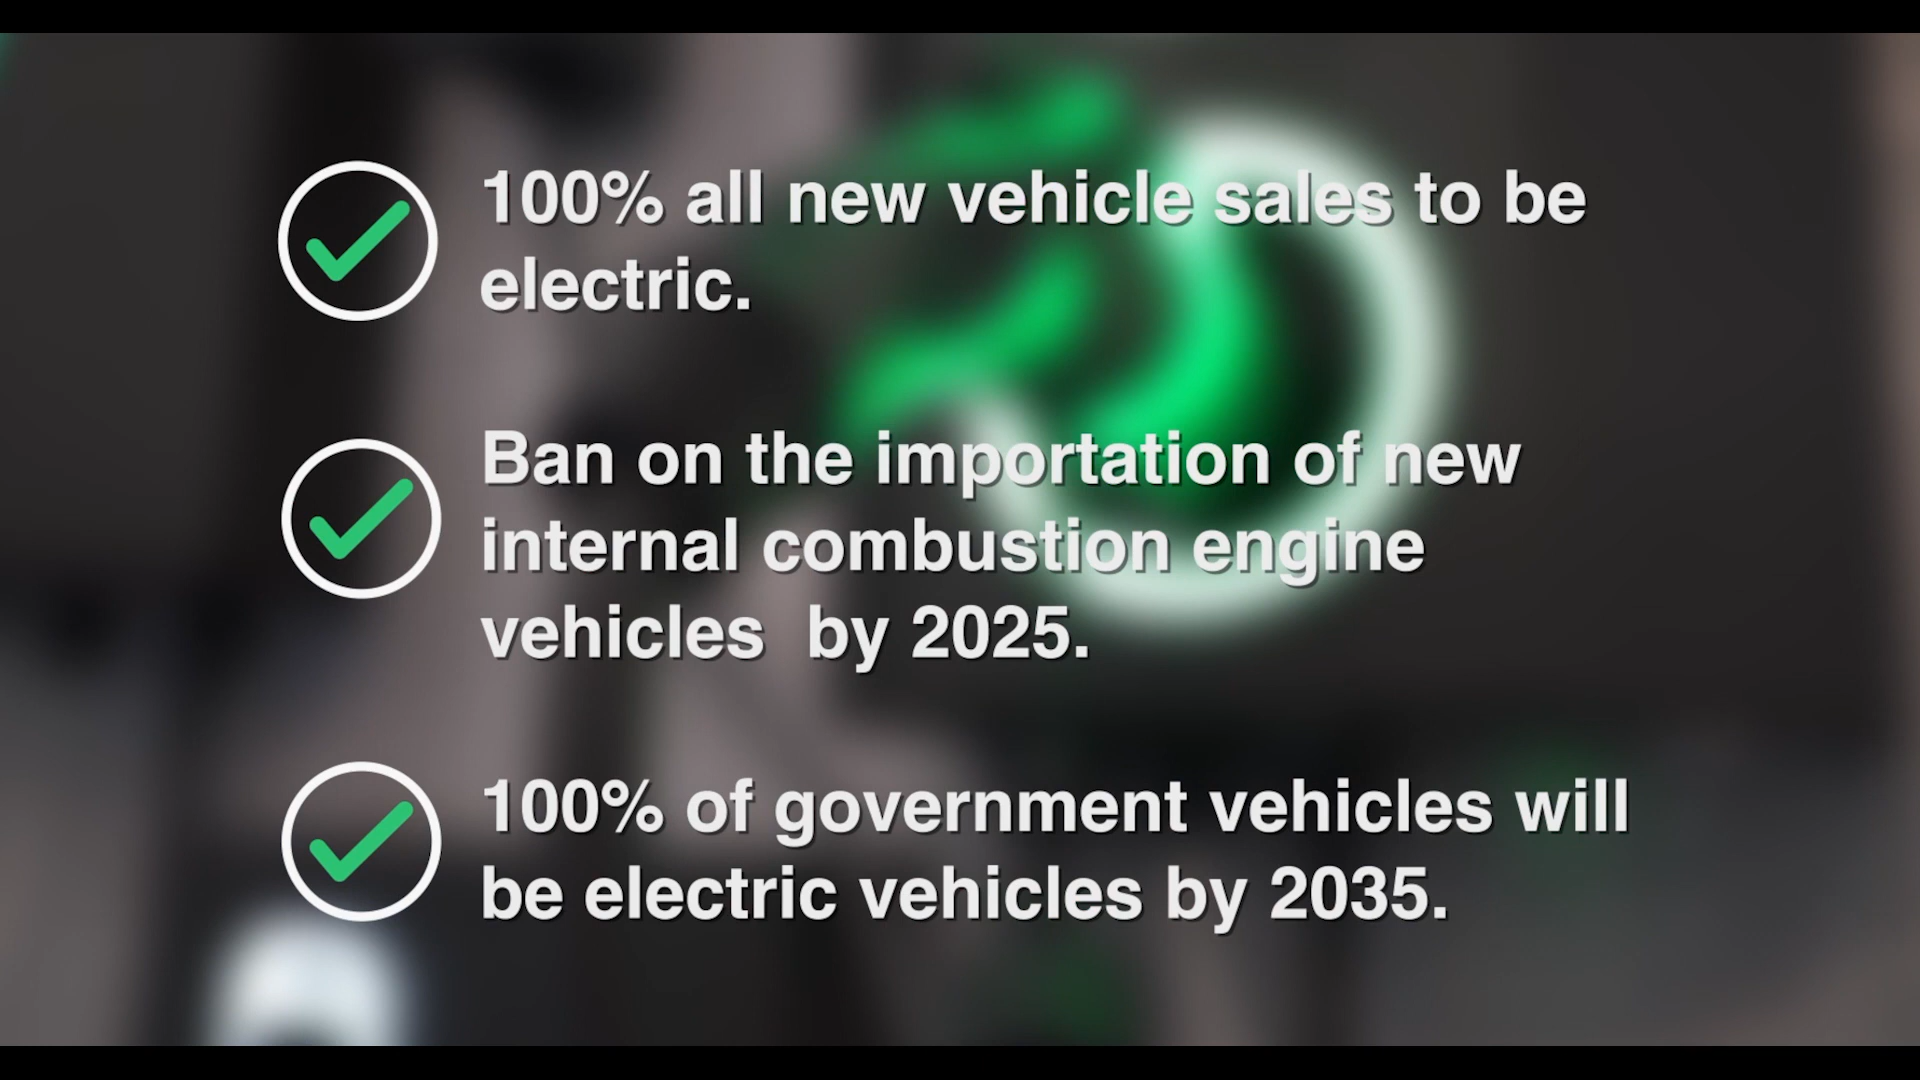 100% all new vehicle sales to be
electric.
Ban on the importation of new
internal combustion engine
vehicles  by 2025.
100% of government vehicles will
be electric vehicles by 2035.